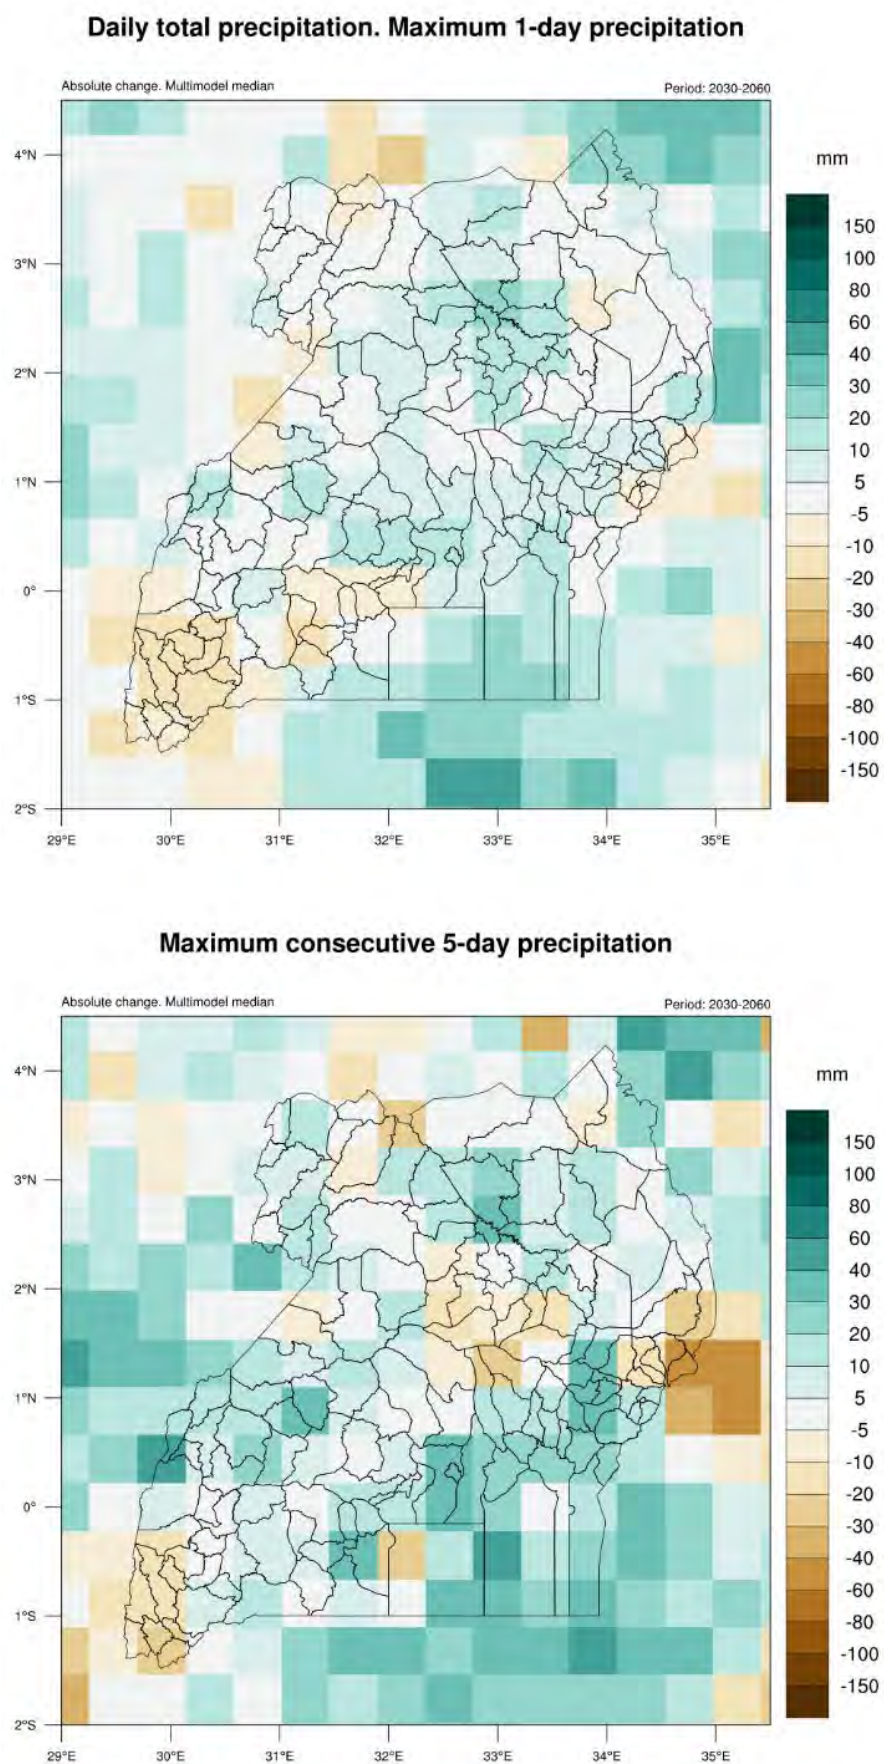 Daily total precipitation. Maximum 1-day precipitation
Absolute change. Multimodel median
Period: 2030-2060
mm
4°N
3°N
2°N
1°N
0°
1°S
2°S
29°E
30°E
31°E
32°E
33°E
34°E
35°E
150
100
80
60
40
30
20
10
5
-5
-10
-20
-30
-40
-60
-80
-100
-150
Maximum consecutive 5-day precipitation
Absolute change. Multimodel median
Period: 2030-2060
mm
4°N
3°N
2°N
1°N
0°
1°S
2°S
29°E
30°E
31°E
32°E
33°E
34°E
35°E
150
100
80
60
40
30
20
10
5
-5
-10
-20
-30
-40
-60
-80
-100
-150